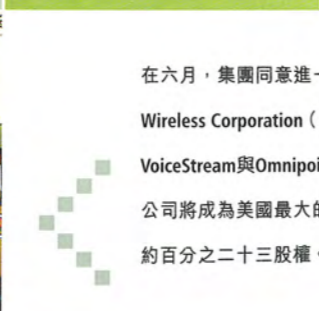 在六月,集團同意進
Wireless Corporation(
VoiceStream與Omnipoi
公司將成為美國最大的
約百分之二十三股權